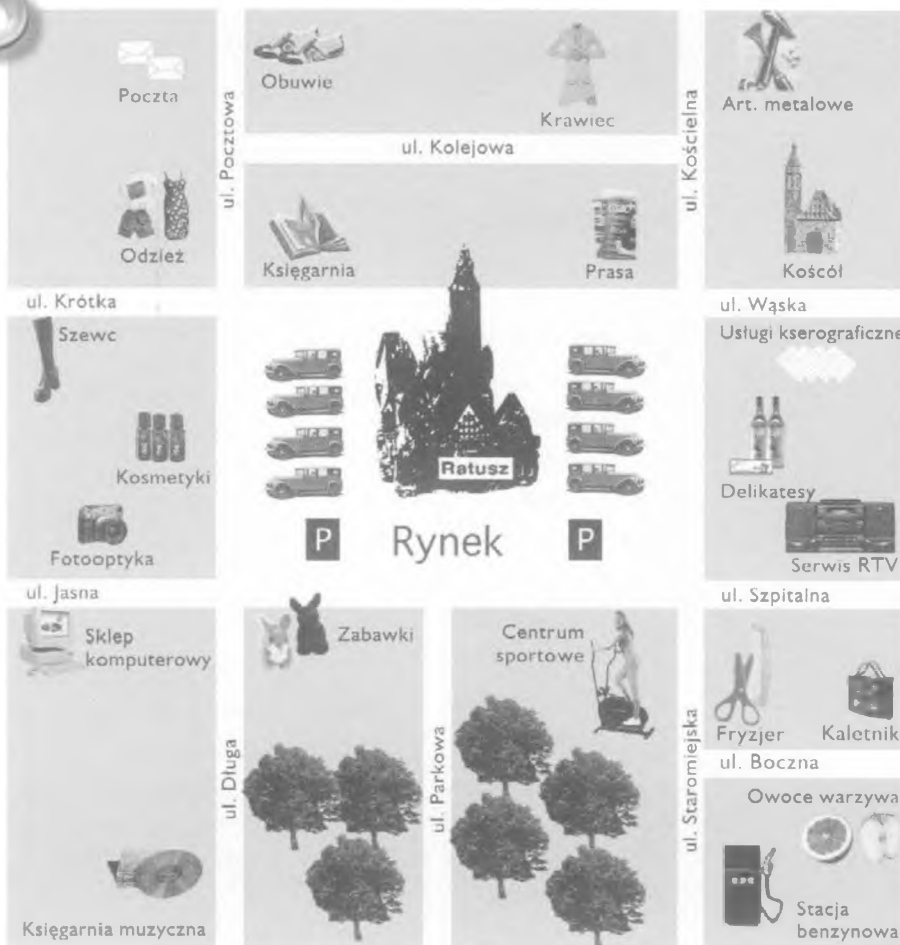 Poczta
Obuwie
Krawiec
Art. metalowe
ul. Pocztowa
ul. Kolejowa
ul. Kościelna
Odzież
Księgarnia
Prasa
Kośсół
ul. Krótka
ul. Wąska
Szewc
Usługi kserograficzne
Kosmetyki
Ratusz
Delikatesy
Fotooptyka
P
Rynek
P
Serwis RTV
ul. Jasna
ul. Szpitalna
Sklep
komputerowy
Zabawki
Centrum
sportowe
Fryzjer
Kaletnik
ul. Długa
ul. Parkowa
ul. Staromiejska
ul. Boczna
Owoce warzywa
Księgarnia muzyczna
Stacja
benzynowa